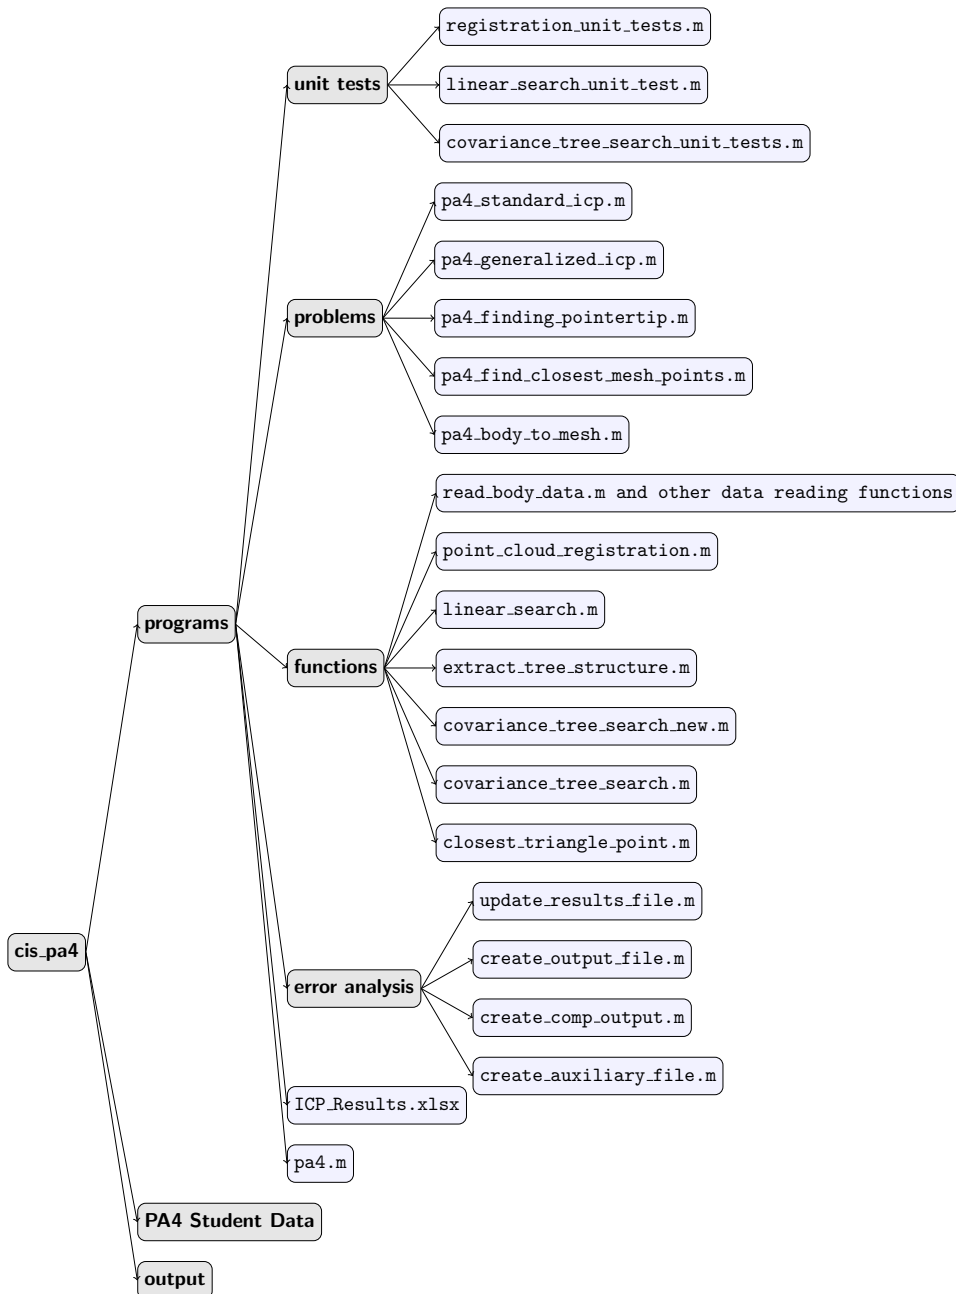 registration_unit_tests.m
unit tests
linear_search_unit_test.m
covariance_tree_search_unit_tests.m
pa4_standard_icp.m
pa4_generalized_icp.m
problems
pa4_finding_pointertip.m
pa4_find_closest_mesh_points.m
pa4_body_to_mesh.m
read_body_data.m and other data reading functions
point_cloud_registration.m
linear_search.m
programs
functions
extract_tree_structure.m
covariance_tree_search_new.m
covariance_tree_search.m
closest_triangle_point.m
update_results_file.m
cis_pa4
create_output_file.m
error analysis
create_comp_output.m
create_auxiliary_file.m
ICP_Results.xlsx
pa4.m
PA4 Student Data
output